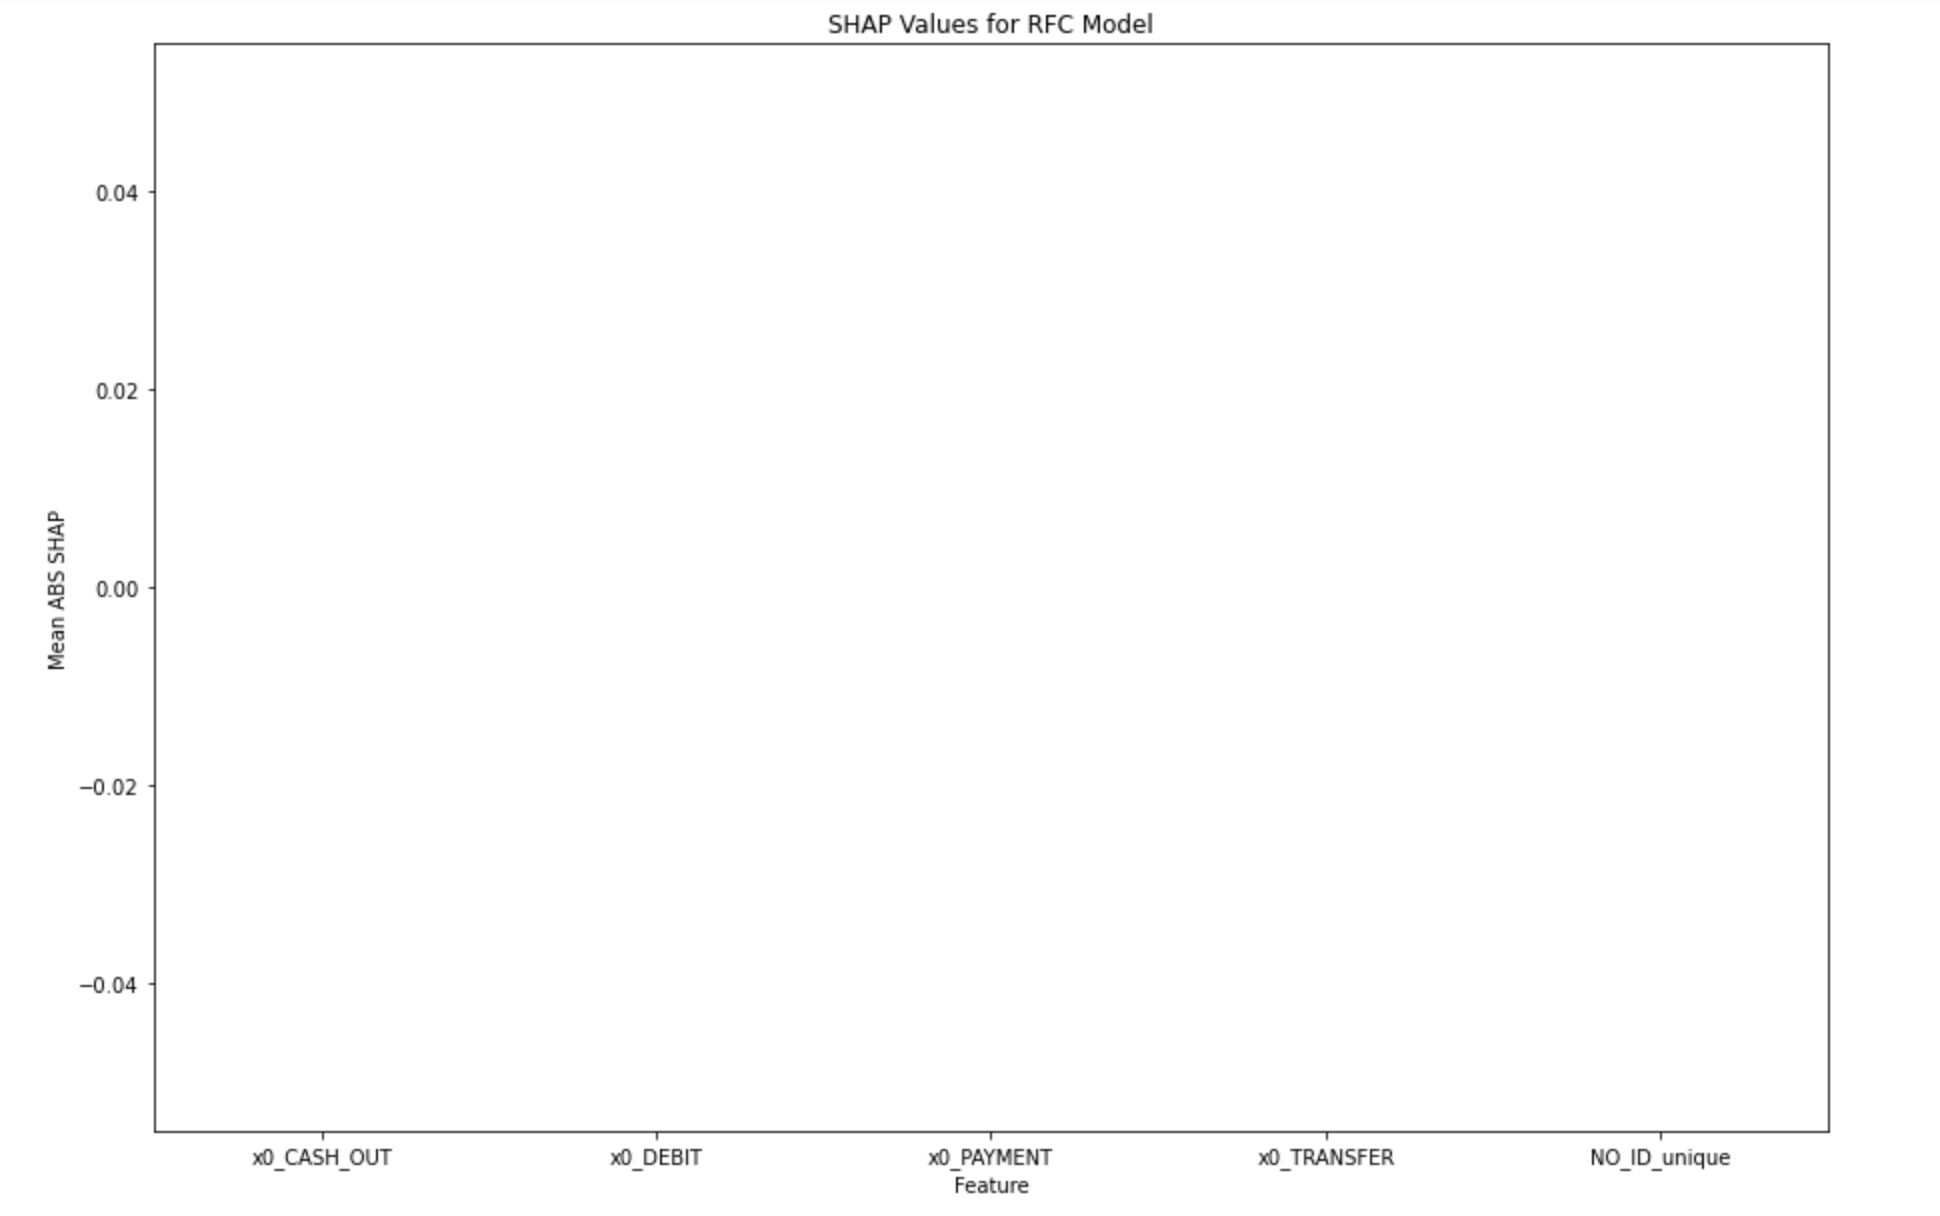 SHAP Values for RFC Model
0.04
0.02
0.00
−0.02
−0.04
Mean ABS SHAP
x0_CASH_OUT
x0_DEBIT
x0_PAYMENT
x0_TRANSFER
NO_ID_unique
Feature